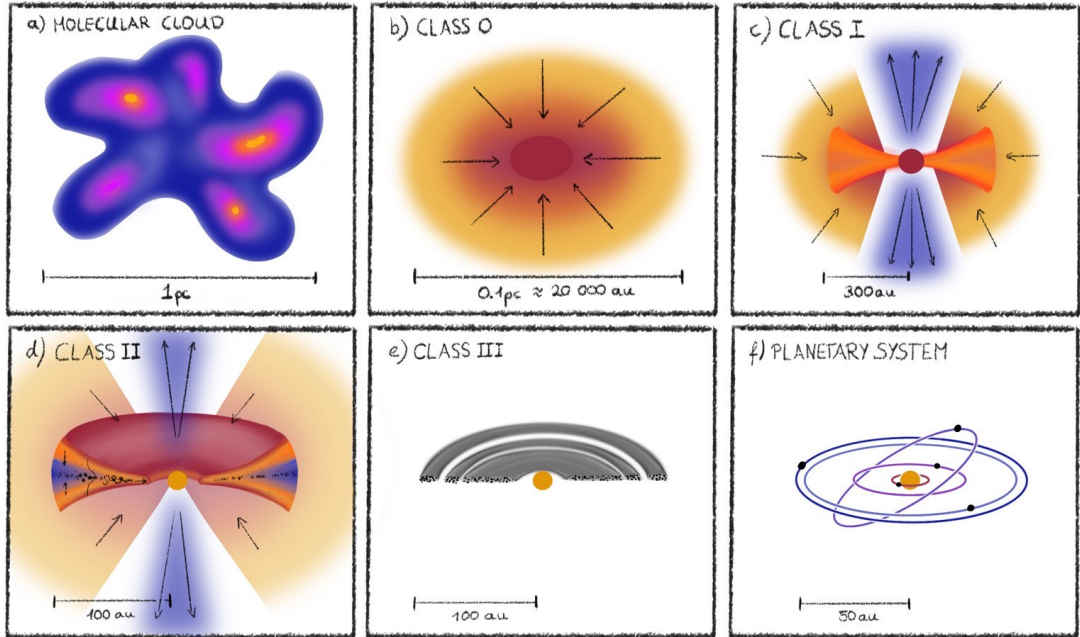 a) MOLECULAR CLOUD
1pc
b) CLASS 0
0.1pc ≈ 20 000 au
c) CLASS I
300au
d) CLASS II
100 au
e) CLASS III
100 au
f) PLANETARY SYSTEM
50au